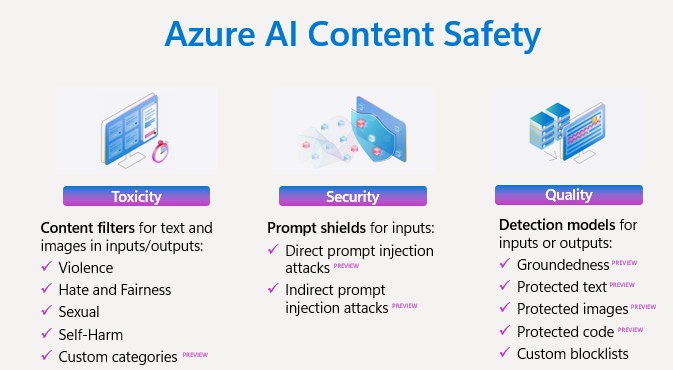 Azure AI Content Safety
Toxicity
Content filters for text and
images in inputs/outputs:
Violence
Hate and Fairness
Sexual
Self-Harm
Custom categories PREVIEW
Security
Prompt shields for inputs:
Direct prompt injection
attacks PREVIEW
Indirect prompt
injection attacks PREVIEW
Quality
Detection models for
inputs or outputs:
Groundedness PREVIEW
Protected text PREVIEW
Protected images PREVIEW
Protected code PREVIEW
Custom blocklists